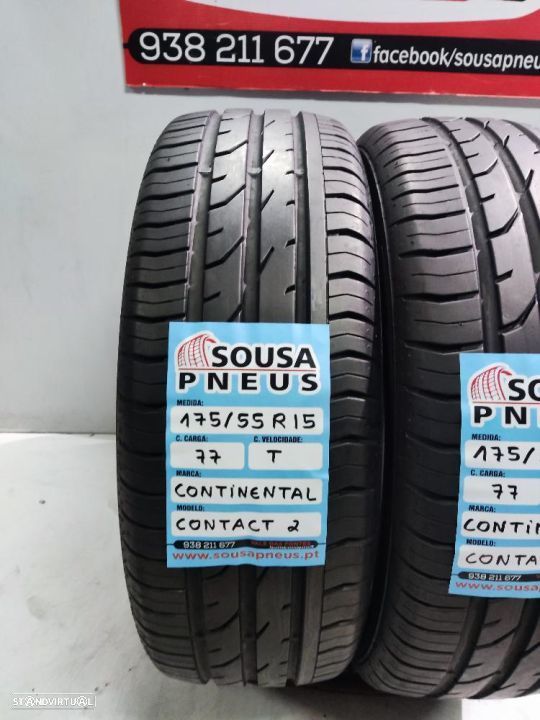 938 211 677 facebook/sousapneu
SOUSA
PNEUS
MEDIDA:
175/55 R15
C. CARGA: C. VELOCIDADE:
77 T
MARCA:
CONTINENTAL
MODELO:
CONTACT 2
938 211 677
www.sousapneus.pt
SOUSA
PNEUS
MEDIDA:
175/
C. CARGA:
77
MARCA:
CONTIN
MODELO:
CONTA
938 211 677
www.sousapneus
STANDVIRTUAL